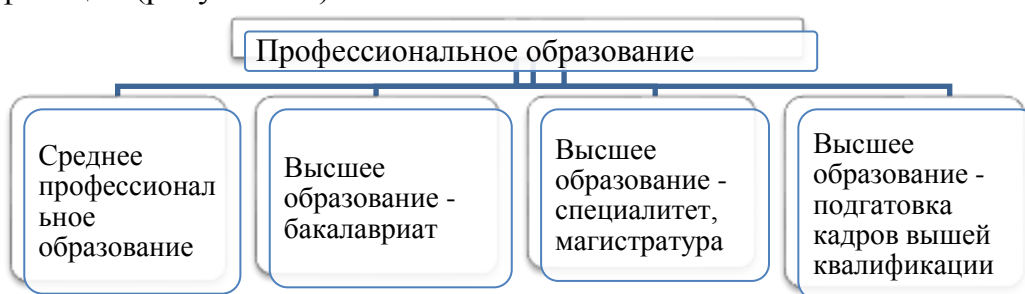 Профессиональное образование
Среднее
профессионал
ьное
образование
Высшее
образование -
бакалавриат
Высшее
образование -
специалитет,
магистратура
Высшее
образование -
подгатовка
кадров вышей
квалификации